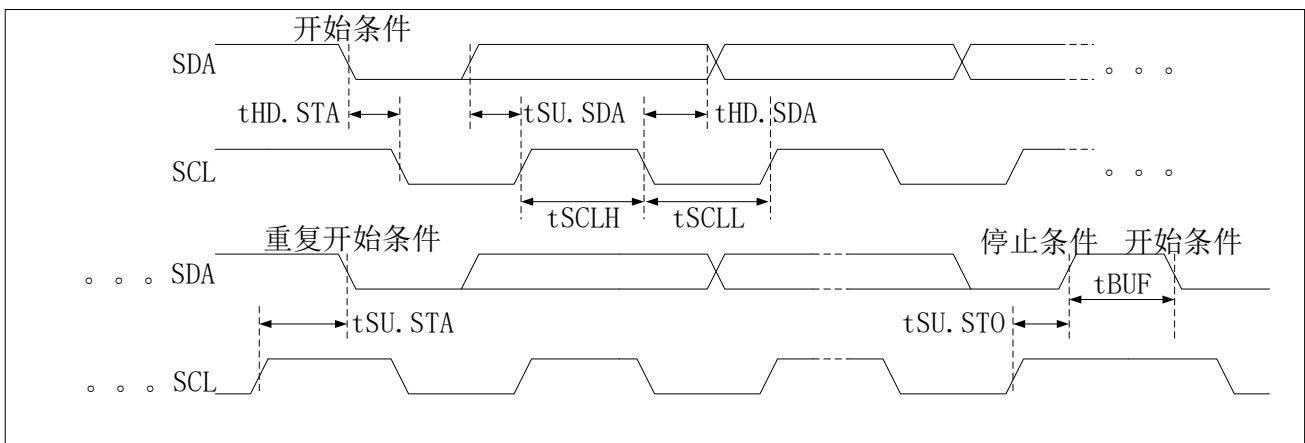 开始条件
SDA
。。。
tHD.STA
tSU.SDA
tHD.SDA
SCL
。。。
tSCLH
tSCLL
重复开始条件
停止条件
开始条件
。。。SDA
tBUF
tSU.STA
tSU.STO
。。。SCL